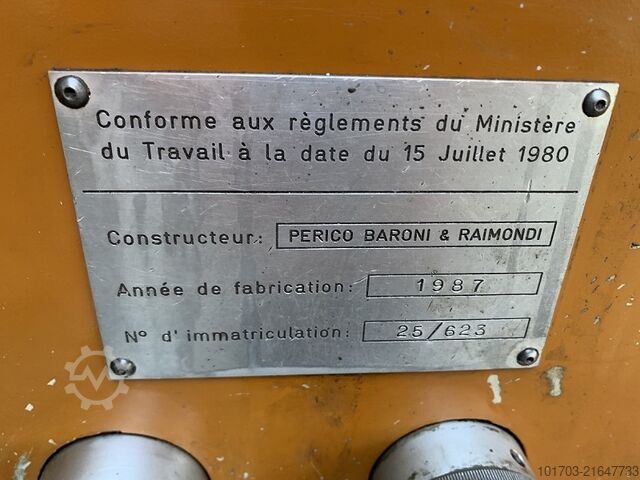 Conforme aux règlements du Ministère
du Travail à la date du 15 Juillet 1980
Constructeur: PERICO BARONI & RAIMONDI
Année de fabrication: 1987
Nº d'immatriculation: 25/623
101703-21647733